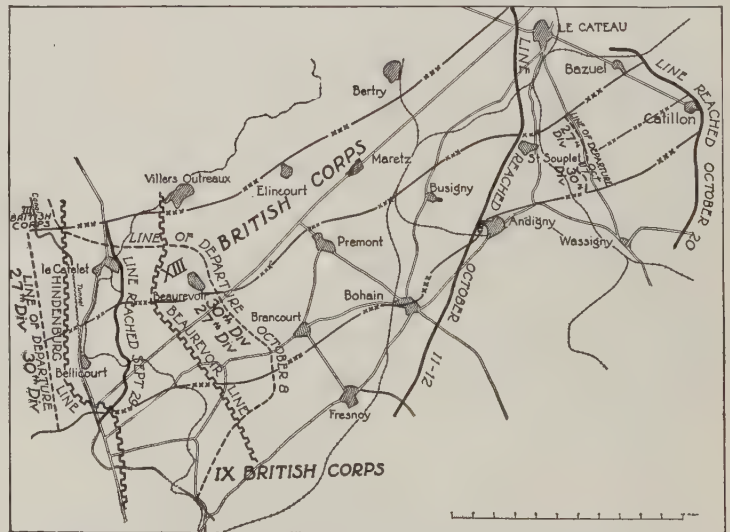 LE CATEAU
Bazuel
LINE REACHED OCTOBER 20
Catillon
Bertry
LINE REACHED OCTOBER 11-12
LINE OF DEPARTURE
27th Div
OCT 17th
30th Div
St Souplet
Maretz
Elincourt
Villers Outreaux
XIII BRITISH CORPS
Busigny
Andigny
Wassigny
BRITISH CORPS
Canal
LINE OF DEPARTURE OCTOBER 8
30th DIV
27th DIV
Premont
le Catelet
Tunnel
Beaurevoir
BEAUREVOIR LINE
LINE REACHED SEPT 29
HINDENBURG LINE
LINE OF DEPARTURE
27th DIV
30th DIV
Bohain
Brancourt
Bellicourt
Fresnoy
IX BRITISH CORPS